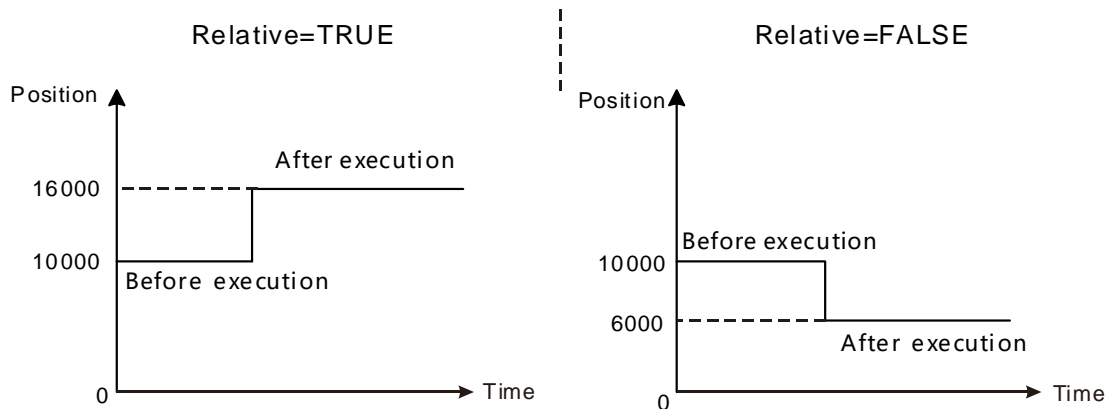 Relative=TRUE
Position
After execution
16000
10000
Before execution
0
Time
Relative=FALSE
Position
Before execution
10000
6000
After execution
0
Time